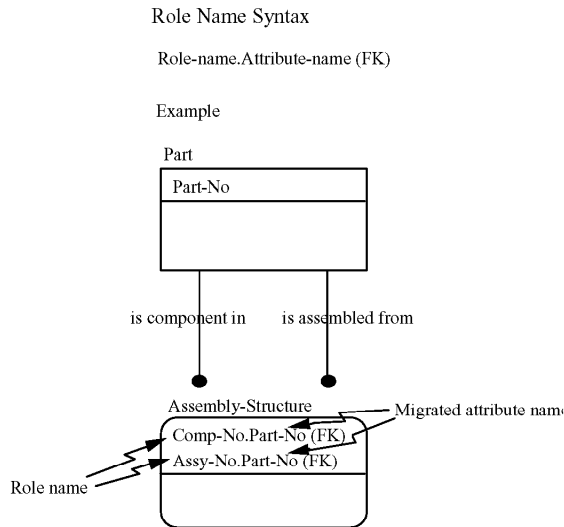 Role Name Syntax
Role-name.Attribute-name (FK)
Example
Part
Part-No
is component in
is assembled from
Assembly-Structure
Migrated attribute name
Comp-No.Part-No (FK)
Assy-No.Part-No (FK)
Role name